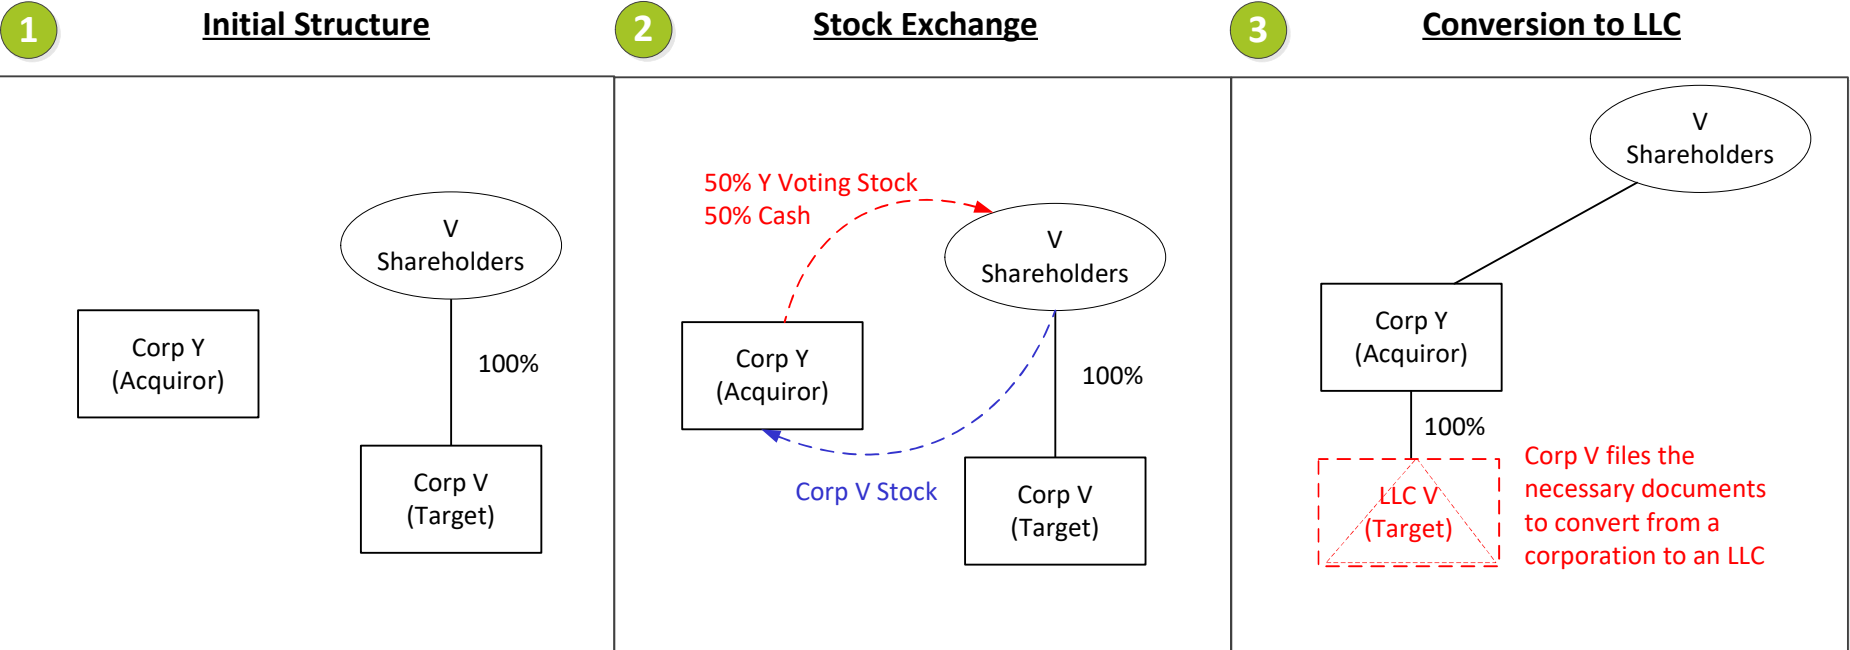 1
Initial Structure
Corp Y
(Acquiror)
V
Shareholders
100%
Corp V
(Target)
2
Stock Exchange
50% Y Voting Stock
50% Cash
V
Shareholders
Corp Y
(Acquiror)
100%
Corp V Stock
Corp V
(Target)
3
Conversion to LLC
V
Shareholders
Corp Y
(Acquiror)
100%
LLC V
(Target)
Corp V files the
necessary documents
to convert from a
corporation to an LLC